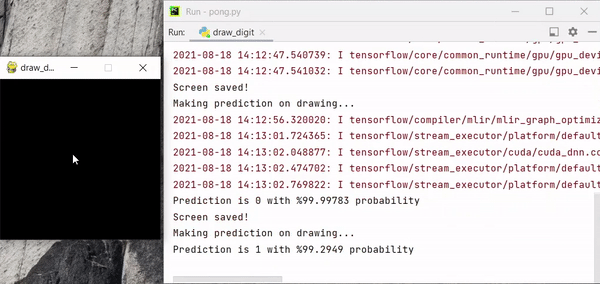 Run - pong.py
Run: draw_digit
draw_d...
2021-08-18 14:12:47.540739: I tensorflow/core/common_runtime/gpu/gpu_devi
2021-08-18 14:12:47.541032: I tensorflow/core/common_runtime/gpu/gpu_devi
Screen saved!
Making prediction on drawing...
2021-08-18 14:12:56.320020: I tensorflow/compiler/mlir/mlir_graph_optimiz
2021-08-18 14:13:01.724365: I tensorflow/stream_executor/platform/default
2021-08-18 14:13:02.048877: I tensorflow/stream_executor/cuda/cuda_dnn.cc
2021-08-18 14:13:02.474702: I tensorflow/stream_executor/platform/default
2021-08-18 14:13:02.769822: I tensorflow/stream_executor/platform/default
Prediction is 0 with %99.99783 probability
Screen saved!
Making prediction on drawing...
Prediction is 1 with %99.2949 probability